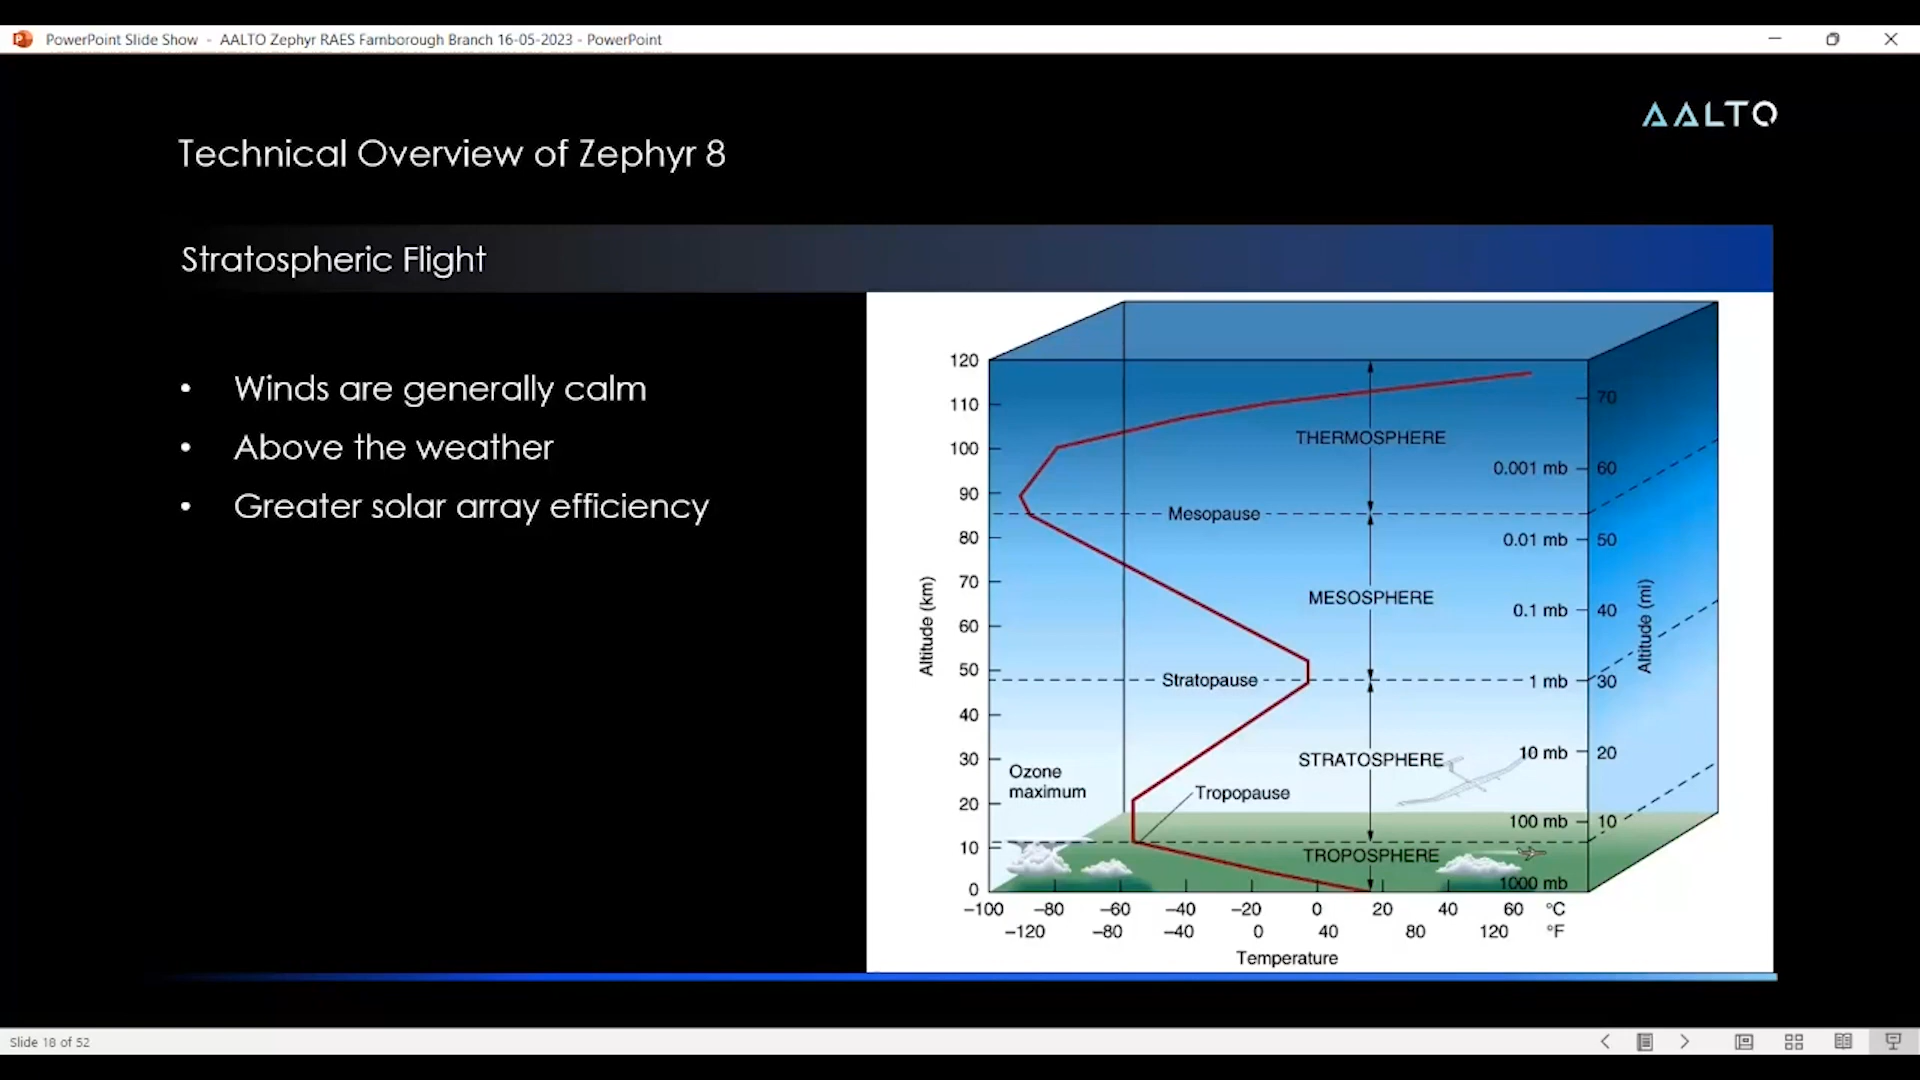 PowerPoint Slide Show - AALTO Zephyr RAES Farnborough Branch 16-05-2023 - PowerPoint
AALTO
Technical Overview of Zephyr 8
Stratospheric Flight
• Winds are generally calm
• Above the weather
• Greater solar array efficiency
120
110
100
90
80
70
60
50
40
30
20
10
0
Altitude (km)
THERMOSPHERE
Mesopause
MESOSPHERE
Stratopause
STRATOSPHERE
Ozone
maximum
Tropopause
TROPOSPHERE
0.001 mb
0.01 mb
0.1 mb
1 mb
10 mb
100 mb
1000 mb
70
60
50
40
30
20
10
Altitude (mi)
–100 –80 –60 –40 –20 0 20 40 60 °C
–120 –80 –40 0 40 80 120 °F
Temperature
Slide 18 of 52